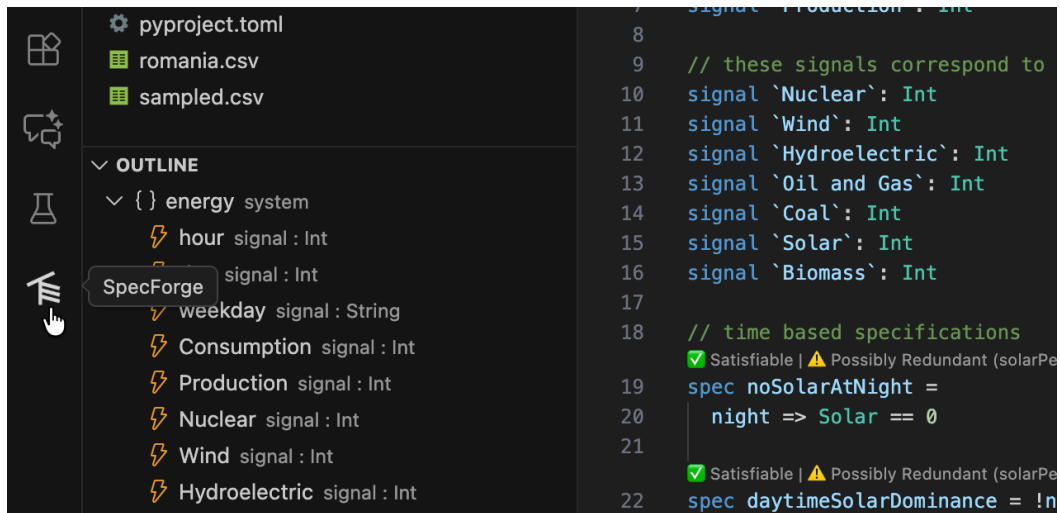 pyproject.toml
romania.csv
sampled.csv
OUTLINE
{ } energy system
hour signal : Int
signal : Int
SpecForge
weekday signal : String
Consumption signal : Int
Production signal : Int
Nuclear signal : Int
Wind signal : Int
Hydroelectric signal : Int
7 signal `Production`: Int
8
9 // these signals correspond to
10 signal `Nuclear`: Int
11 signal `Wind`: Int
12 signal `Hydroelectric`: Int
13 signal `Oil and Gas`: Int
14 signal `Coal`: Int
15 signal `Solar`: Int
16 signal `Biomass`: Int
17
18 // time based specifications
✅ Satisfiable | ⚠️ Possibly Redundant (solarPe
19 spec noSolarAtNight =
20 night => Solar == 0
21
✅ Satisfiable | ⚠️ Possibly Redundant (solarPe
22 spec daytimeSolarDominance = !n